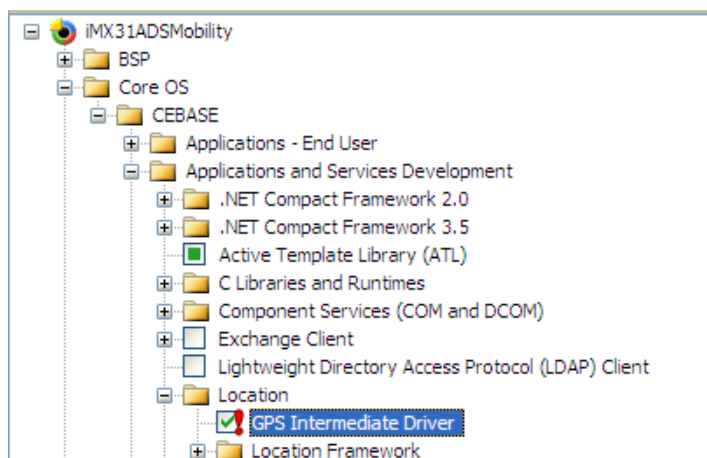 iMX31ADSMobility
BSP
Core OS
CEBASE
Applications - End User
Applications and Services Development
.NET Compact Framework 2.0
.NET Compact Framework 3.5
Active Template Library (ATL)
C Libraries and Runtimes
Component Services (COM and DCOM)
Exchange Client
Lightweight Directory Access Protocol (LDAP) Client
Location
GPS Intermediate Driver
Location Framework